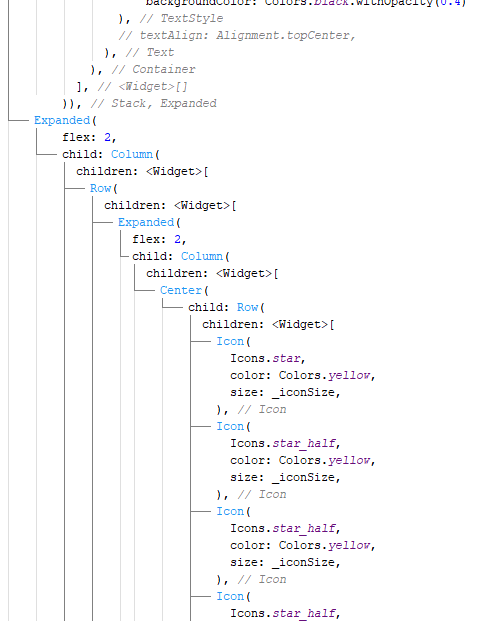 backgroundColor: Colors.black.withOpacity(0.4)
), // TextStyle
// textAlign: Alignment.topCenter,
), // Text
), // Container
], // <Widget>[]
)), // Stack, Expanded
Expanded(
flex: 2,
child: Column(
children: <Widget>[
Row(
children: <Widget>[
Expanded(
flex: 2,
child: Column(
children: <Widget>[
Center(
child: Row(
children: <Widget>[
Icon(
Icons.star,
color: Colors.yellow,
size: _iconSize,
), // Icon
Icon(
Icons.star_half,
color: Colors.yellow,
size: _iconSize,
), // Icon
Icon(
Icons.star_half,
color: Colors.yellow,
size: _iconSize,
), // Icon
Icon(
Icons.star_half,